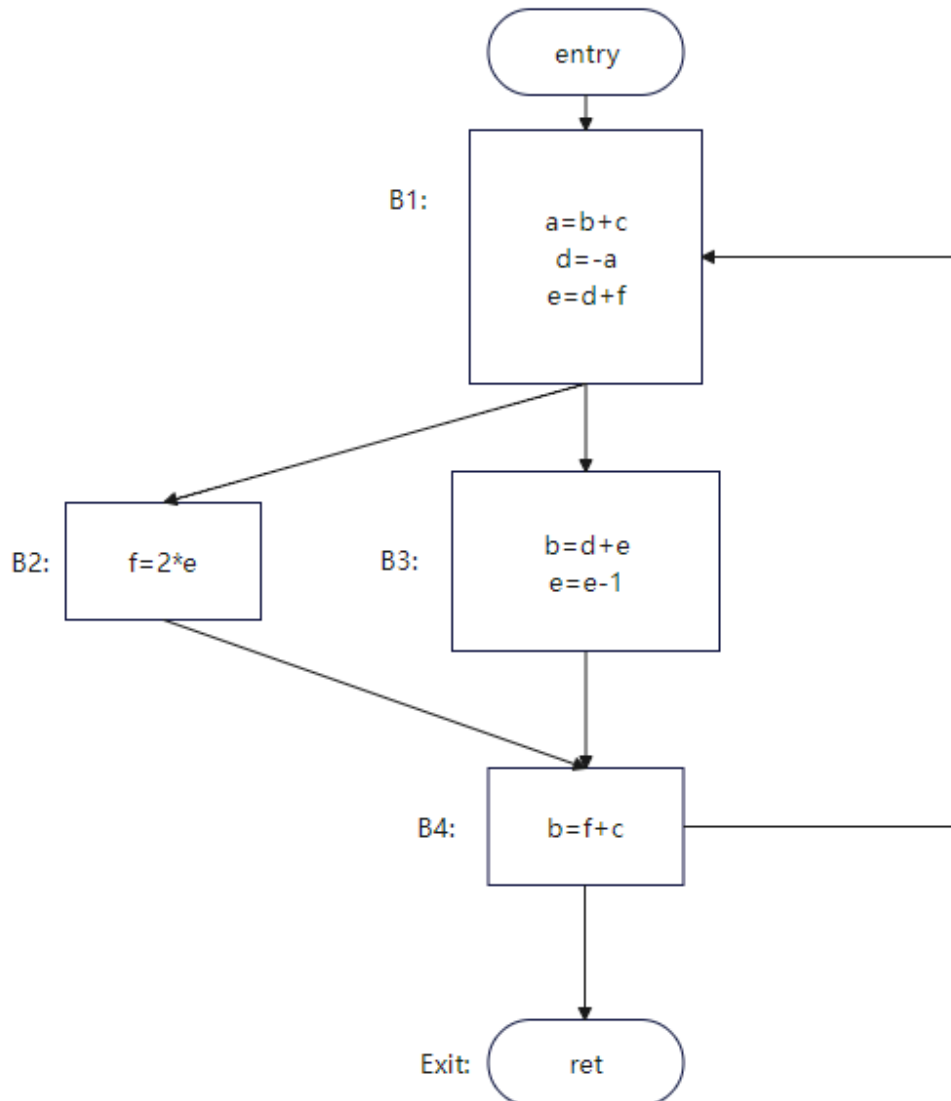 entry
B1:
a=b+c
d=-a
e=d+f
B2:
f=2*e
B3:
b=d+e
e=e-1
B4:
b=f+c
Exit:
ret